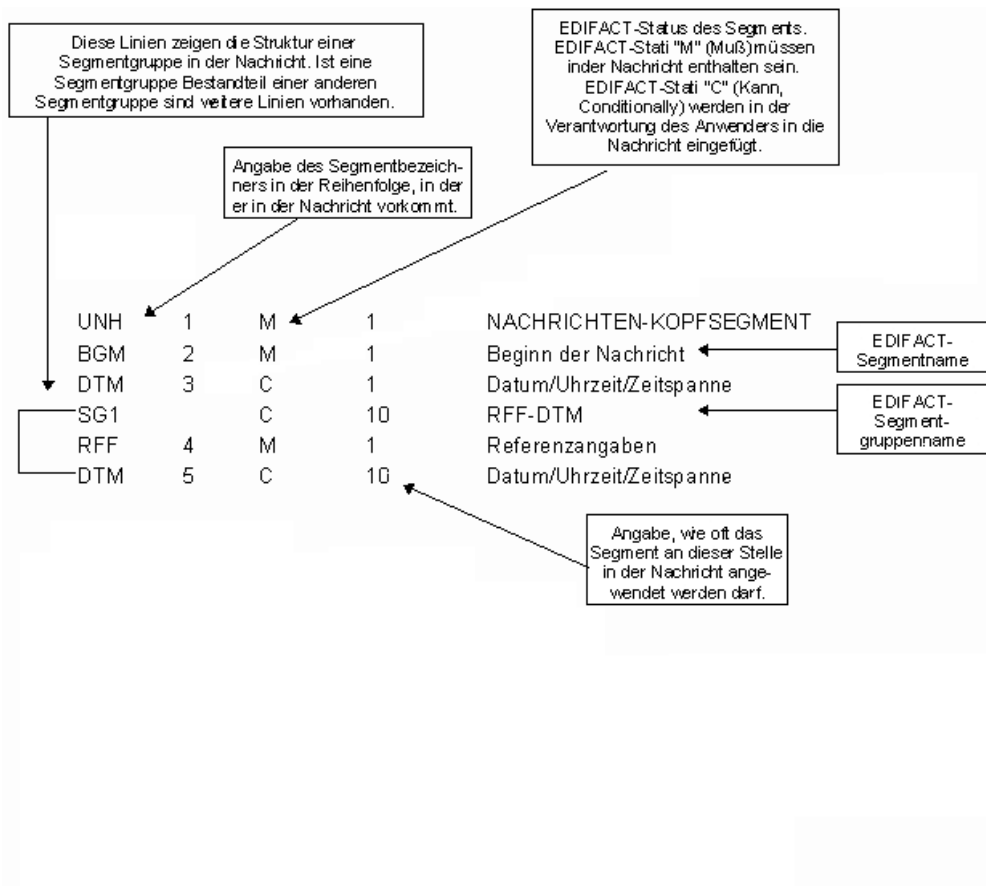 Diese Linien zeigen die Struktur einer
Segmentgruppe in der Nachricht. Ist eine
Segmentgruppe Bestandteil einer anderen
Segmentgruppe sind weitere Linien vorhanden.
EDIFACT-Status des Segments.
EDIFACT-Stati "M" (Muß)müssen
inder Nachricht enthalten sein.
EDIFACT-Stati "C" (Kann,
Conditionally) werden in der
Verantwortung des Anwenders in die
Nachricht eingefügt.
Angabe des Segmentbezeich-
ners in der Reihenfolge, in der
er in der Nachricht vorkommt.
UNH 1 M 1 NACHRICHTEN-KOPFSEGMENT
BGM 2 M 1 Beginn der Nachricht
DTM 3 C 1 Datum/Uhrzeit/Zeitspanne
SG1 C 10 RFF-DTM
RFF 4 M 1 Referenzangaben
DTM 5 C 10 Datum/Uhrzeit/Zeitspanne
EDIFACT-
Segmentname
EDIFACT-
Segment-
gruppenname
Angabe, wie oft das
Segment an dieser Stelle
in der Nachricht ange-
wendet werden darf.